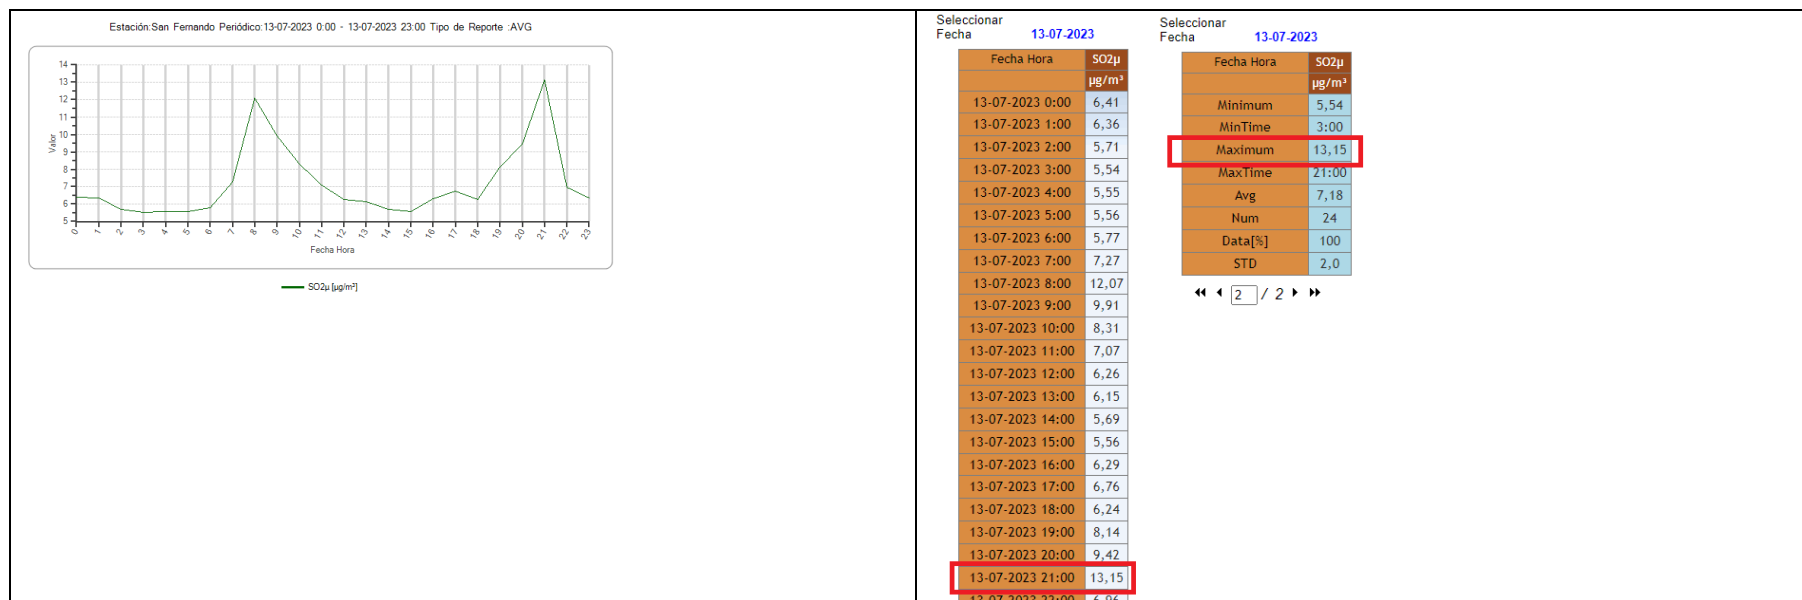 Estación:San Fernando Periódico:13-07-2023 0:00 - 13-07-2023 23:00 Tipo de Reporte :AVG
14
13
12
11
10
9
8
7
6
5
Valor
0 1 2 3 4 5 6 7 8 9 10 11 12 13 14 15 16 17 18 19 20 21 22 23
Fecha Hora
SO2µ [µg/m³]
Seleccionar
Fecha 13-07-2023
Fecha Hora SO2µ
µg/m³
13-07-2023 0:00 6,41
13-07-2023 1:00 6,36
13-07-2023 2:00 5,71
13-07-2023 3:00 5,54
13-07-2023 4:00 5,55
13-07-2023 5:00 5,56
13-07-2023 6:00 5,77
13-07-2023 7:00 7,27
13-07-2023 8:00 12,07
13-07-2023 9:00 9,91
13-07-2023 10:00 8,31
13-07-2023 11:00 7,07
13-07-2023 12:00 6,26
13-07-2023 13:00 6,15
13-07-2023 14:00 5,69
13-07-2023 15:00 5,56
13-07-2023 16:00 6,29
13-07-2023 17:00 6,76
13-07-2023 18:00 6,24
13-07-2023 19:00 8,14
13-07-2023 20:00 9,42
13-07-2023 21:00 13,15
13-07-2023 22:00 6,96
Seleccionar
Fecha 13-07-2023
Fecha Hora SO2µ
µg/m³
Minimum 5,54
MinTime 3:00
Maximum 13,15
MaxTime 21:00
Avg 7,18
Num 24
Data[%] 100
STD 2,0
2 / 2